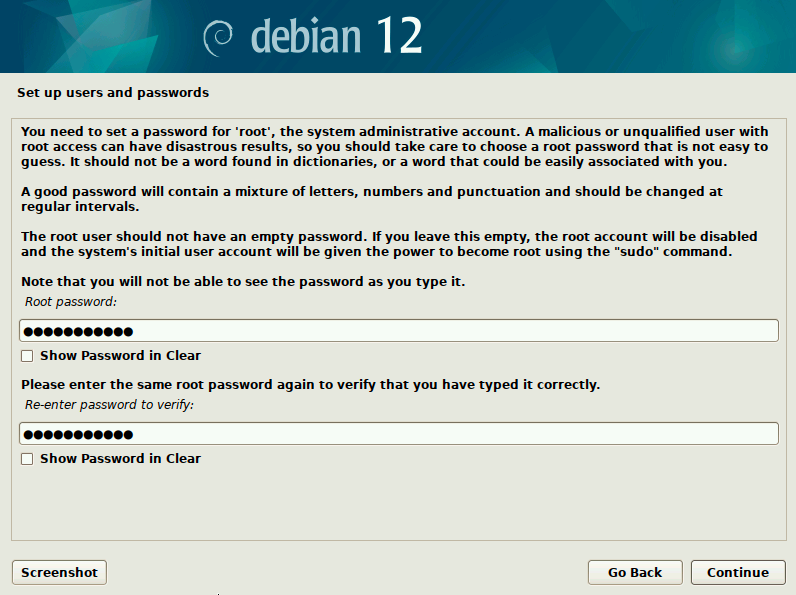 debian 12
Set up users and passwords
You need to set a password for 'root', the system administrative account. A malicious or unqualified user with
root access can have disastrous results, so you should take care to choose a root password that is not easy to
guess. It should not be a word found in dictionaries, or a word that could be easily associated with you.
A good password will contain a mixture of letters, numbers and punctuation and should be changed at
regular intervals.
The root user should not have an empty password. If you leave this empty, the root account will be disabled
and the system's initial user account will be given the power to become root using the "sudo" command.
Note that you will not be able to see the password as you type it.
Root password:
●●●●●●●●●●●
Show Password in Clear
Please enter the same root password again to verify that you have typed it correctly.
Re-enter password to verify:
●●●●●●●●●●●
Show Password in Clear
Screenshot Go Back Continue